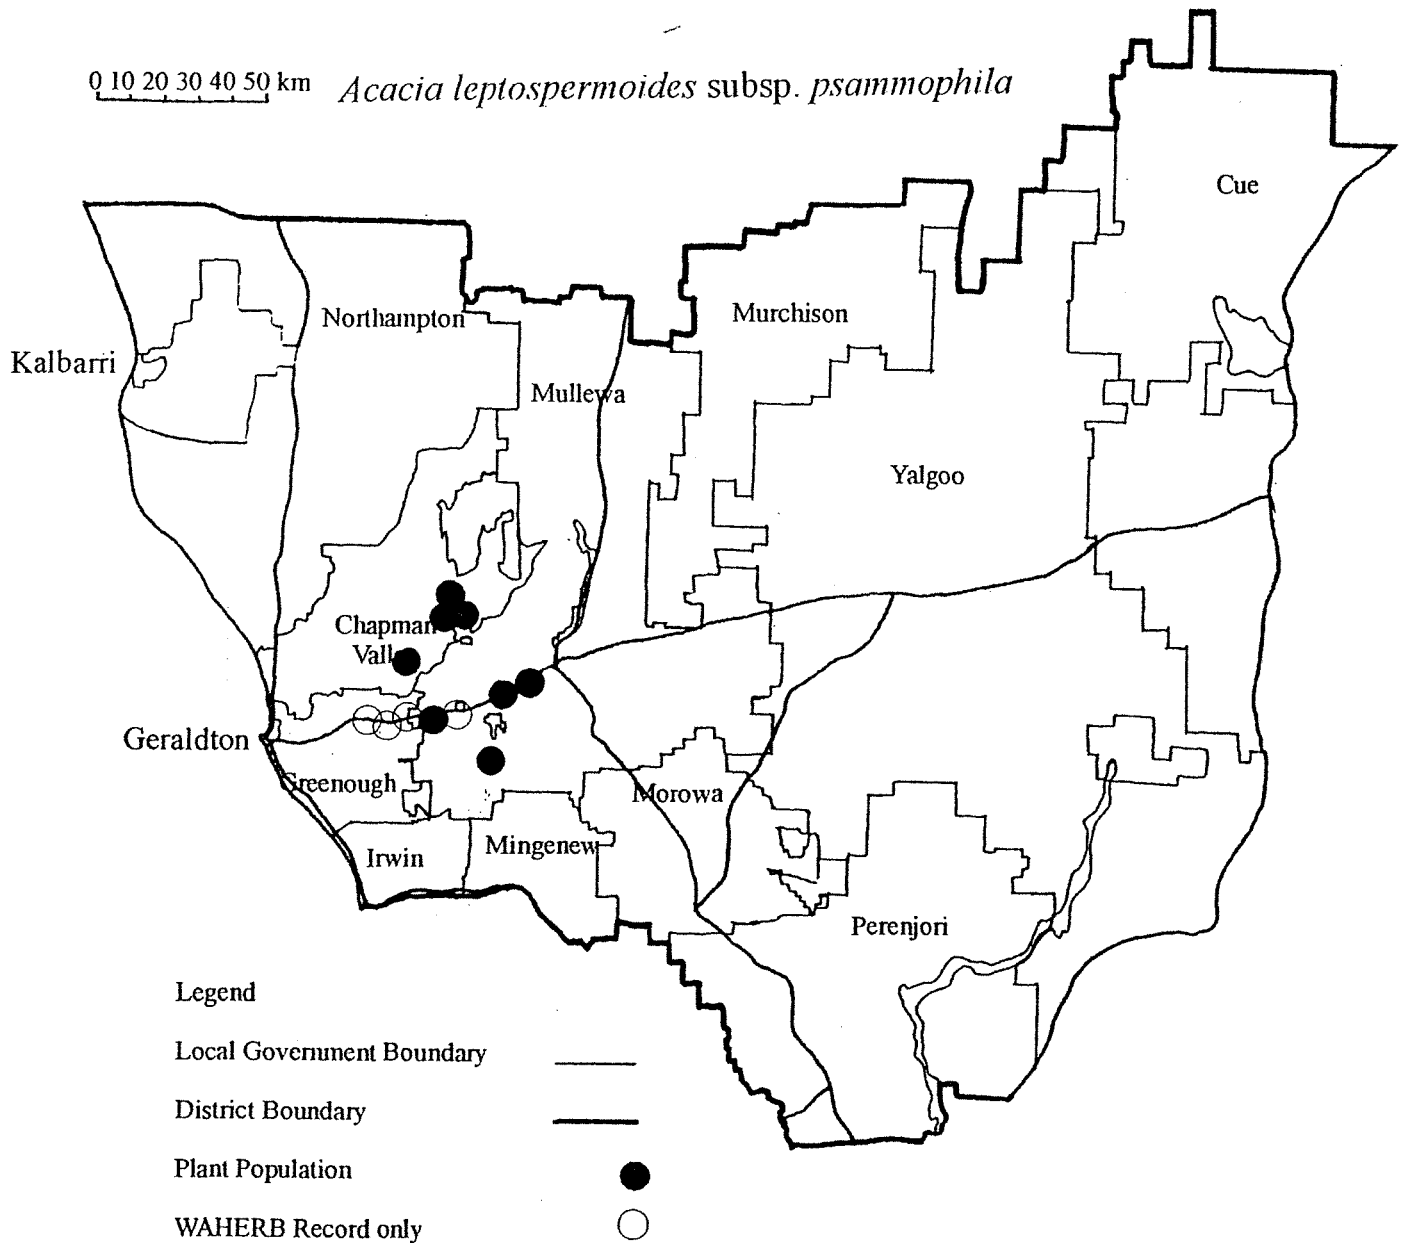 0 10 20 30 40 50 km
Acacia leptospermoides subsp. psammophila
Cue
Northampton
Murchison
Kalbarri
Mullewa
Yalgoo
Chapman
Vall
Geraldton
Greenough
Morowa
Irwin
Mingenew
Perenjori
Legend
Local Government Boundary
District Boundary
Plant Population
WAHERB Record only